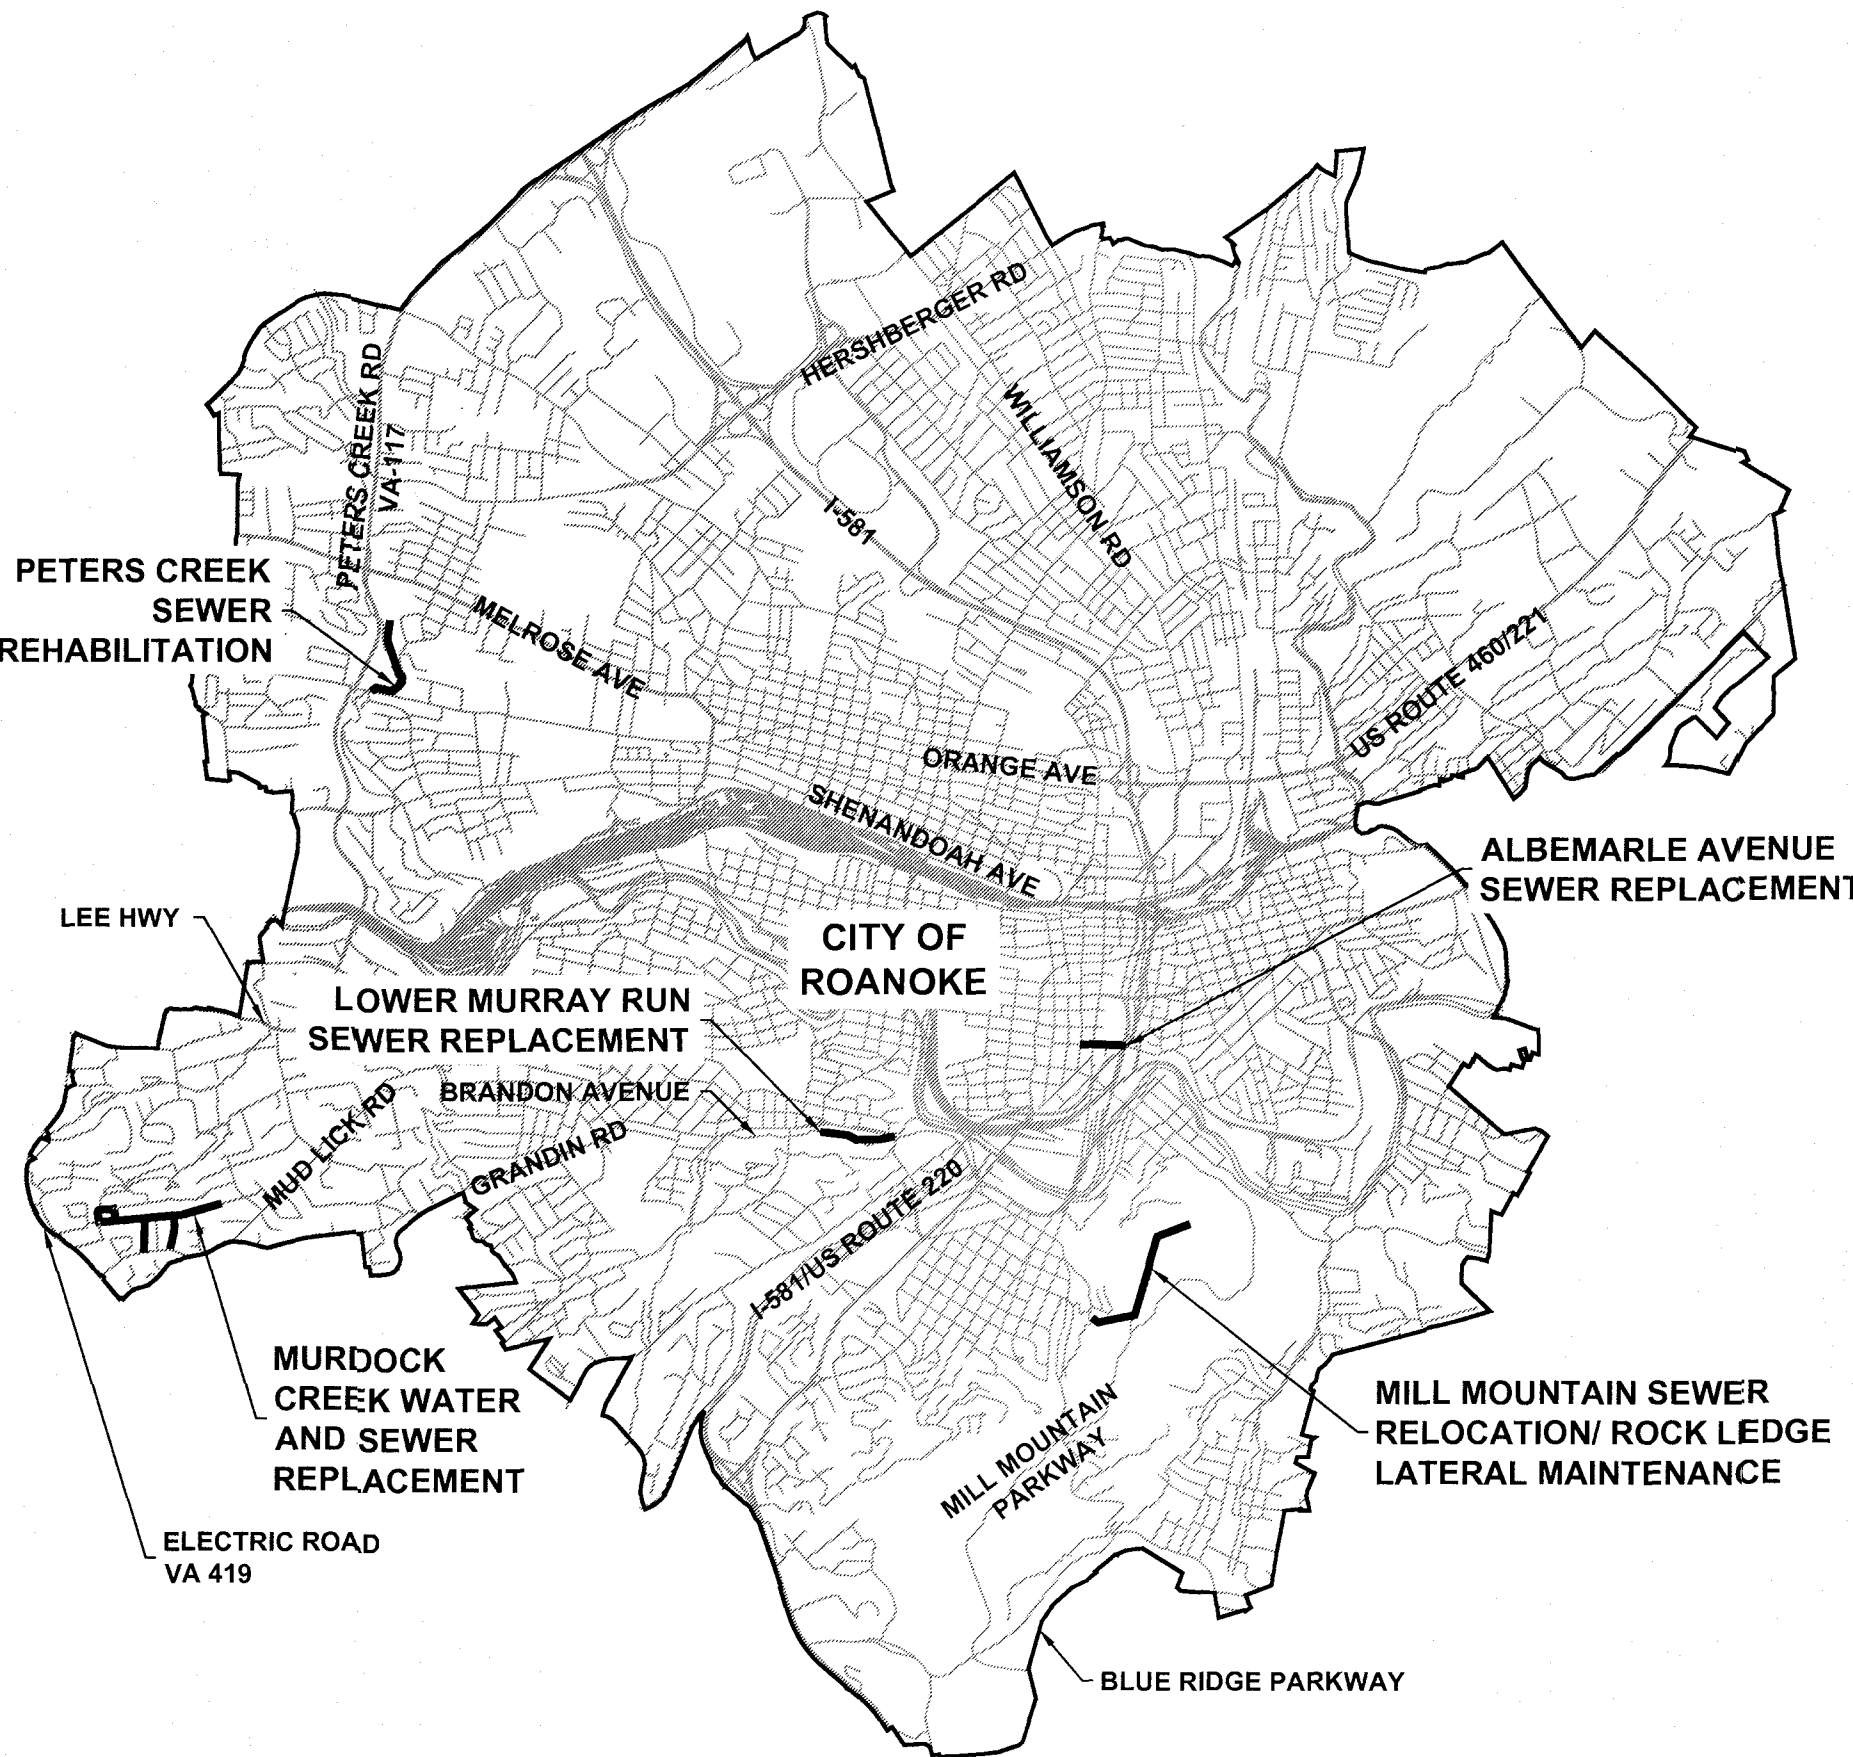 HERSHBERGER RD
PETERS CREEK RD
VA-117
WILLIAMSON RD
I-581
PETERS CREEK
SEWER
REHABILITATION
MELROSE AVE
US ROUTE 460/221
ORANGE AVE
SHENANDOAH AVE
ALBEMARLE AVENUE
SEWER REPLACEMENT
LEE HWY
CITY OF
ROANOKE
LOWER MURRAY RUN
SEWER REPLACEMENT
BRANDON AVENUE
MUD LICK RD
GRANDIN RD
I-581/US ROUTE 220
MURDOCK
CREEK WATER
AND SEWER
REPLACEMENT
MILL MOUNTAIN
PARKWAY
MILL MOUNTAIN SEWER
RELOCATION/ ROCK LEDGE
LATERAL MAINTENANCE
ELECTRIC ROAD
VA 419
BLUE RIDGE PARKWAY